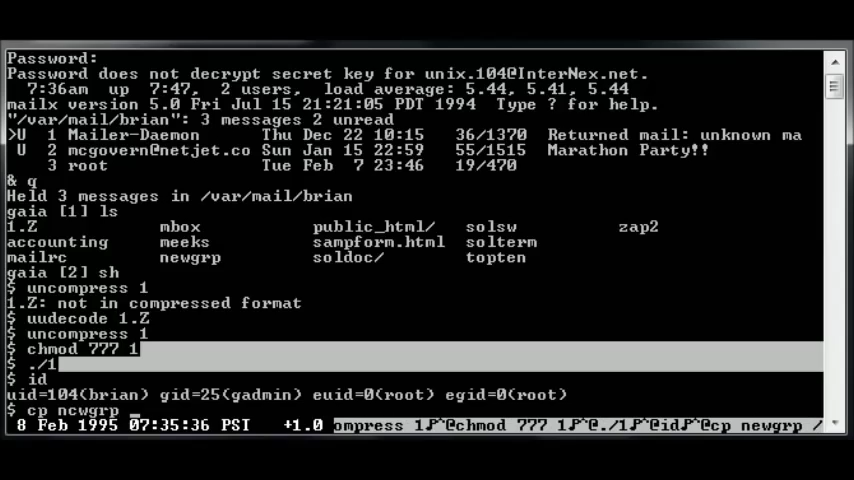 Password:
Password does not decrypt secret key for unix.104@InterNex.net.
7:36am up 7:47, 2 users, load average: 5.44, 5.41, 5.44
mailx version 5.0 Fri Jul 15 21:21:05 PDT 1994 Type ? for help.
"/var/mail/brian": 3 messages 2 unread
>U 1 Mailer-Daemon Thu Dec 22 10:15 36/1370 Returned mail: unknown ma
U 2 mcgovern@netjet.co Sun Jan 15 22:59 55/1515 Marathon Party!!
3 root Tue Feb 7 23:46 19/470
& q
Held 3 messages in /var/mail/brian
gaia [1] ls
1.Z mbox public_html/ solsw zap2
accounting meeks sampform.html solterm
mailrc newgrp soldoc/ topten
gaia [2] sh
$ uncompress 1
1.Z: not in compressed format
$ uudecode 1.Z
$ uncompress 1
$ chmod 777 1
$ ./1
$ id
uid=104(brian) gid=25(gadmin) euid=0(root) egid=0(root)
$ cp newgrp _
8 Feb 1995 07:35:36 PST +1.0 ompress 1♪^@chmod 777 1♪^@./1♪^@id♪^@cp newgrp /